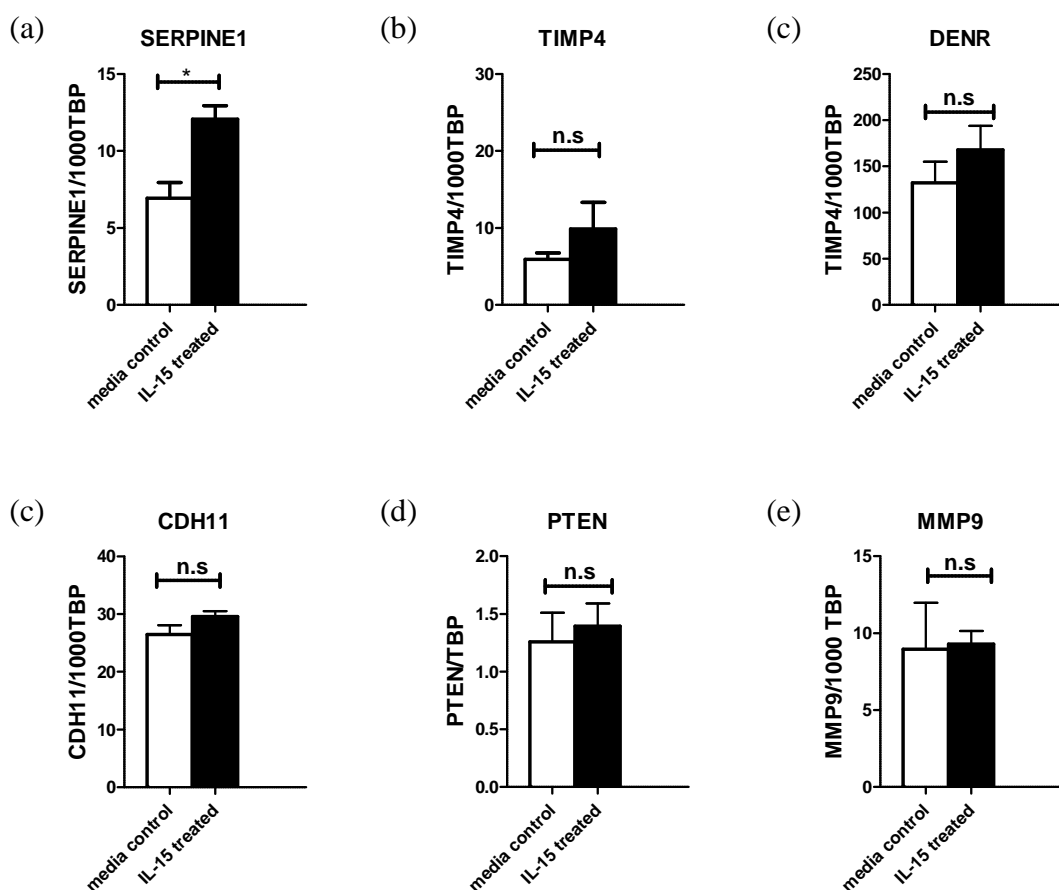 (a)
SERPINE1
SERPINE1/1000TBP
15
10
5
0
*
media control
IL-15 treated
(b)
TIMP4
TIMP4/1000TBP
30
20
10
0
n.s
media control
IL-15 treated
(c)
DENR
TIMP4/1000TBP
250
200
150
100
50
0
n.s
media control
IL-15 treated
(c)
CDH11
CDH11/1000TBP
40
30
20
10
0
n.s
media control
IL-15 treated
(d)
PTEN
PTEN/TBP
2.0
1.5
1.0
0.5
0.0
n.s
media control
IL-15 treated
(e)
MMP9
MMP9/1000 TBP
15
10
5
0
n.s
media control
IL-15 treated